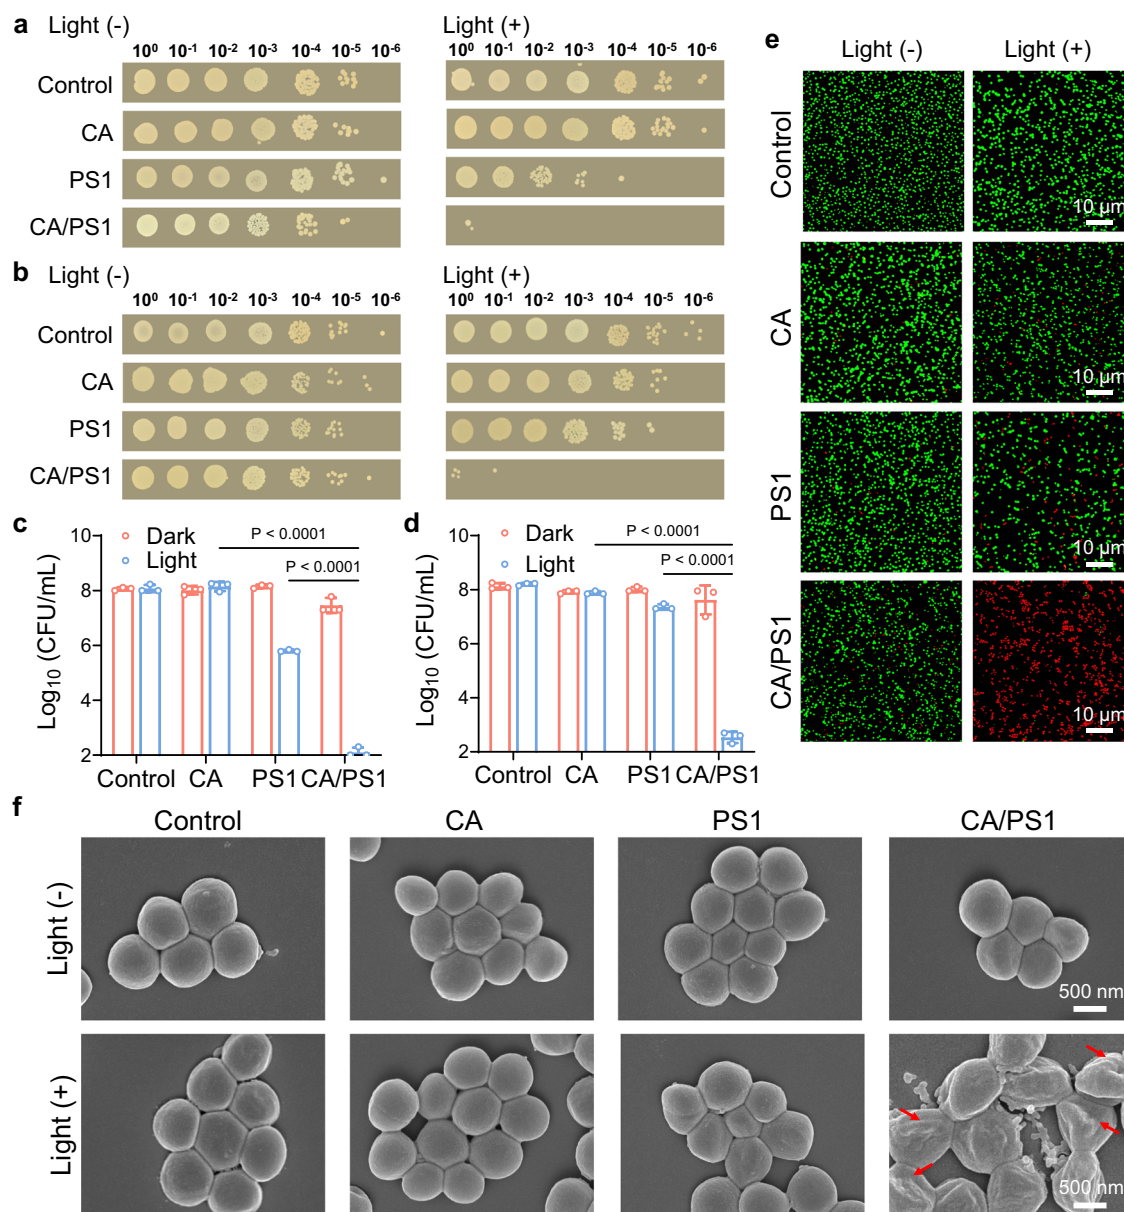 a Light (-) Light (+)
10⁰ 10⁻¹ 10⁻² 10⁻³ 10⁻⁴ 10⁻⁵ 10⁻⁶ 10⁰ 10⁻¹ 10⁻² 10⁻³ 10⁻⁴ 10⁻⁵ 10⁻⁶
Control
CA
PS1
CA/PS1
b Light (-) Light (+)
10⁰ 10⁻¹ 10⁻² 10⁻³ 10⁻⁴ 10⁻⁵ 10⁻⁶ 10⁰ 10⁻¹ 10⁻² 10⁻³ 10⁻⁴ 10⁻⁵ 10⁻⁶
Control
CA
PS1
CA/PS1
c
Log₁₀ (CFU/mL)
10
8
6
4
2
Dark
Light
P < 0.0001
P < 0.0001
Control CA PS1 CA/PS1
d
Log₁₀ (CFU/mL)
10
8
6
4
2
Dark
Light
P < 0.0001
P < 0.0001
Control CA PS1 CA/PS1
e
Light (-) Light (+)
Control
10 µm
CA
10 µm
PS1
10 µm
CA/PS1
10 µm
f
Control CA PS1 CA/PS1
Light (-)
500 nm
Light (+)
500 nm